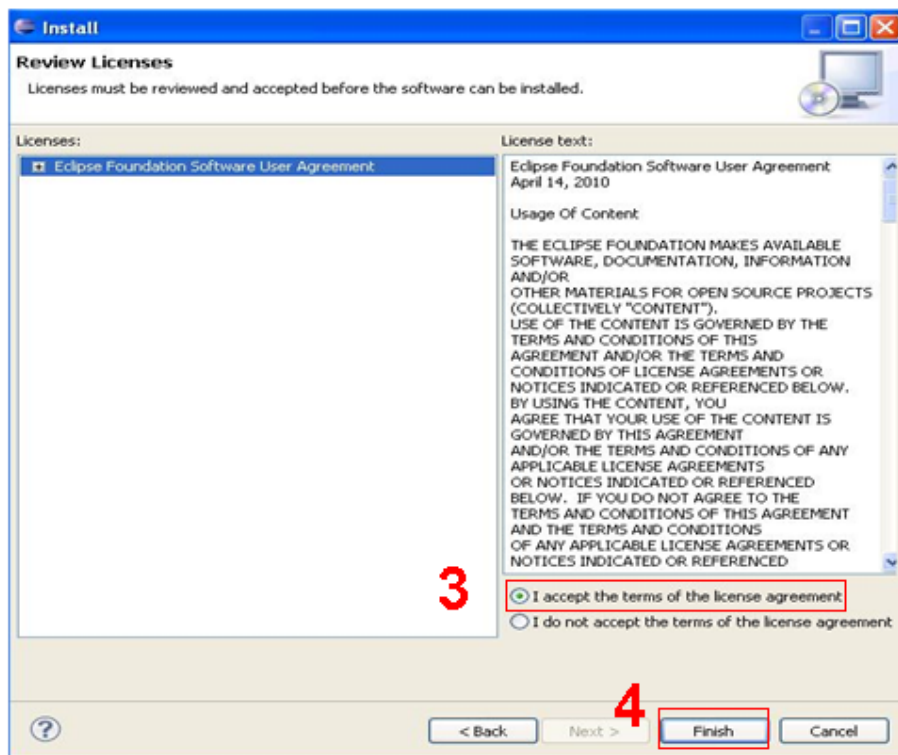 Install
Review Licenses
Licenses must be reviewed and accepted before the software can be installed.
Licenses:
Eclipse Foundation Software User Agreement
License text:
Eclipse Foundation Software User Agreement
April 14, 2010
Usage Of Content
THE ECLIPSE FOUNDATION MAKES AVAILABLE
SOFTWARE, DOCUMENTATION, INFORMATION
AND/OR
OTHER MATERIALS FOR OPEN SOURCE PROJECTS
(COLLECTIVELY "CONTENT").
USE OF THE CONTENT IS GOVERNED BY THE
TERMS AND CONDITIONS OF THIS
AGREEMENT AND/OR THE TERMS AND
CONDITIONS OF LICENSE AGREEMENTS OR
NOTICES INDICATED OR REFERENCED BELOW.
BY USING THE CONTENT, YOU
AGREE THAT YOUR USE OF THE CONTENT IS
GOVERNED BY THIS AGREEMENT
AND/OR THE TERMS AND CONDITIONS OF ANY
APPLICABLE LICENSE AGREEMENTS
OR NOTICES INDICATED OR REFERENCED
BELOW. IF YOU DO NOT AGREE TO THE
TERMS AND CONDITIONS OF THIS AGREEMENT
AND THE TERMS AND CONDITIONS
OF ANY APPLICABLE LICENSE AGREEMENTS OR
NOTICES INDICATED OR REFERENCED
3
I accept the terms of the license agreement
I do not accept the terms of the license agreement
4
?
< Back
Next >
Finish
Cancel